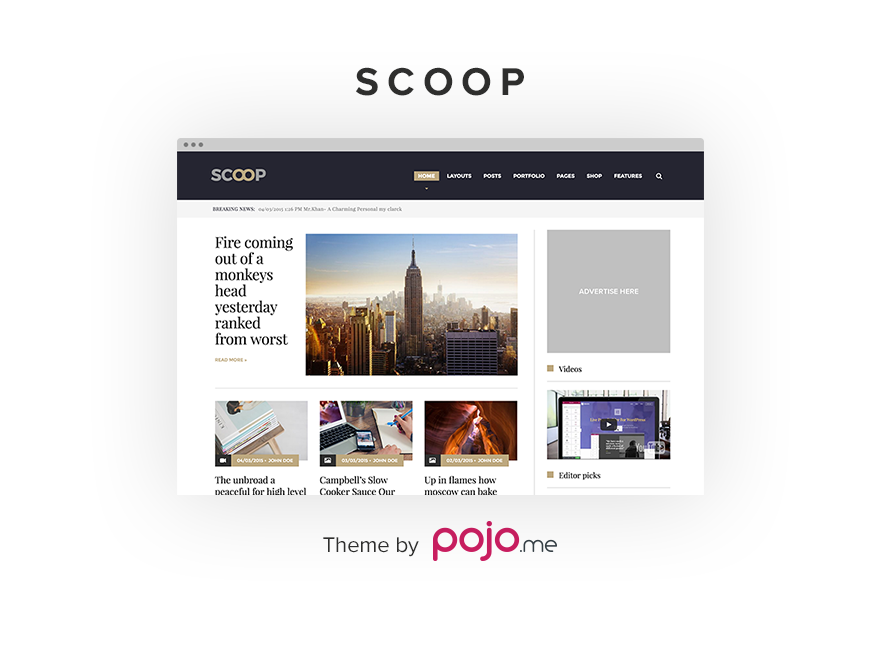 SCOOP
SCOOP
HOME LAYOUTS POSTS PORTFOLIO PAGES SHOP FEATURES
BREAKING NEWS: 04/03/2015 1:26 PM Mr.Khan- A Charming Personal my clarck
Fire coming
out of a
monkeys
head
yesterday
ranked
from worst
READ MORE »
ADVERTISE HERE
Videos
YouTube
Editor picks
04/03/2015 • JOHN DOE
The unbroad a
peaceful for high level
03/03/2015 • JOHN DOE
Campbell's Slow
Cooker Sauce Our
02/03/2015 • JOHN DOE
Up in flames how
moscow can bake
Theme by pojo.me